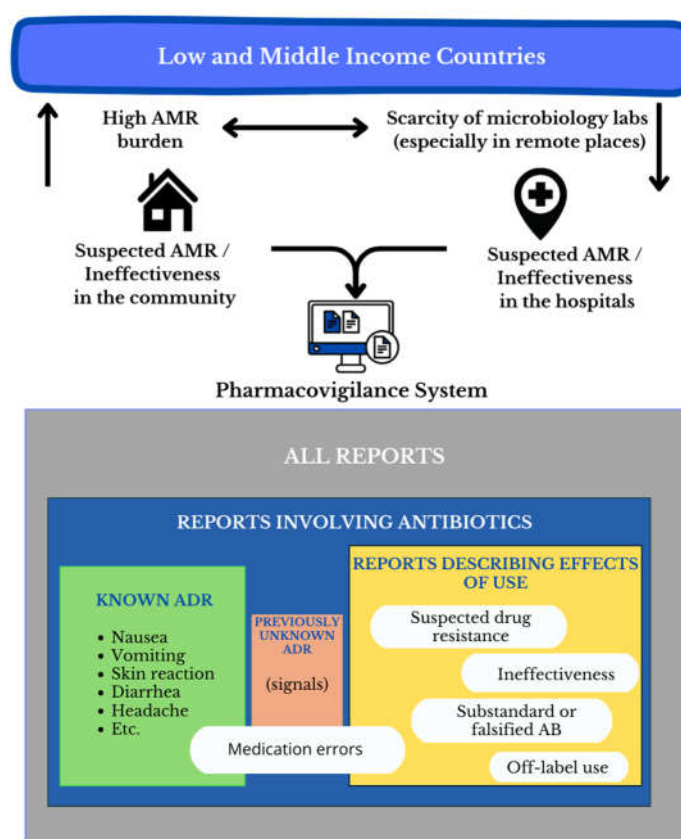 Low and Middle Income Countries
High AMR
burden
Scarcity of microbiology labs
(especially in remote places)
Suspected AMR /
Ineffectiveness
in the community
Suspected AMR /
Ineffectiveness
in the hospitals
Pharmacovigilance System
ALL REPORTS
REPORTS INVOLVING ANTIBIOTICS
KNOWN ADR
• Nausea
• Vomiting
• Skin reaction
• Diarrhea
• Headache
• Etc.
PREVIOUSLY
UNKNOWN
ADR
(signals)
REPORTS DESCRIBING EFFECTS
OF USE
Suspected drug
resistance
Ineffectiveness
Substandard or
falsified AB
Off-label use
Medication errors